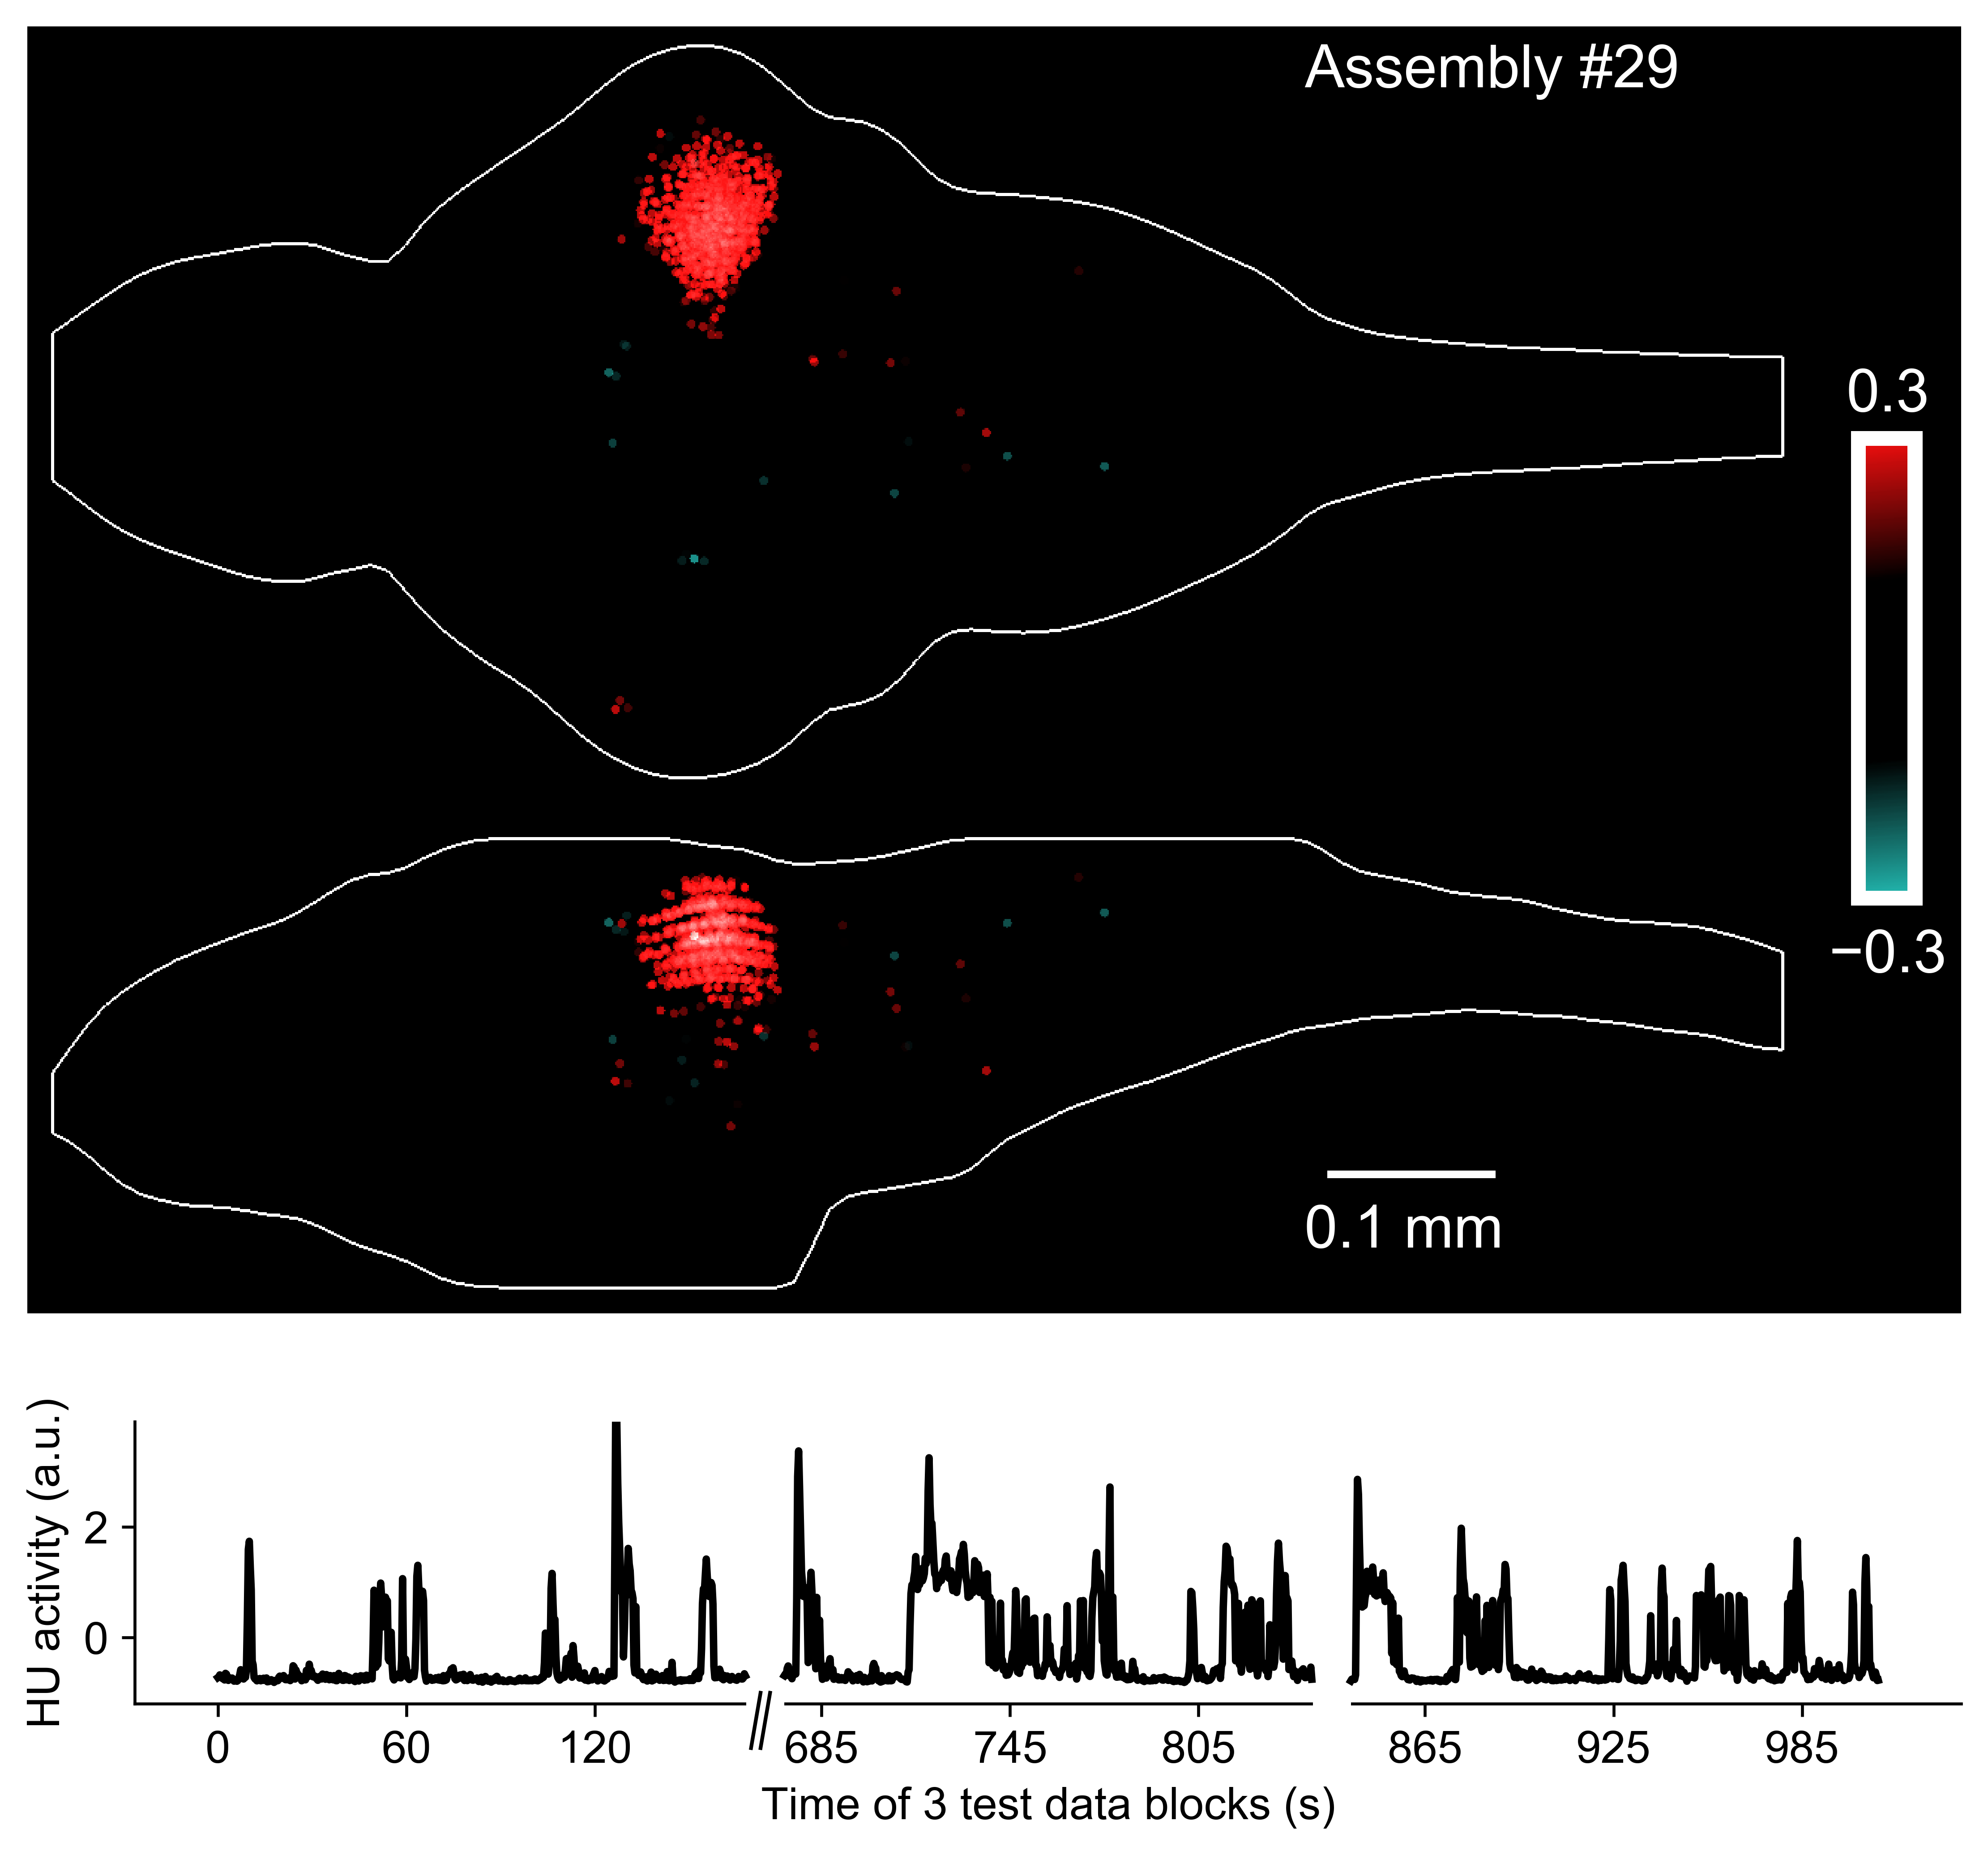 Assembly #29
0.3
−0.3
0.1 mm
HU activity (a.u.)
2
0
0 60 120 685 745 805 865 925 985
Time of 3 test data blocks (s)